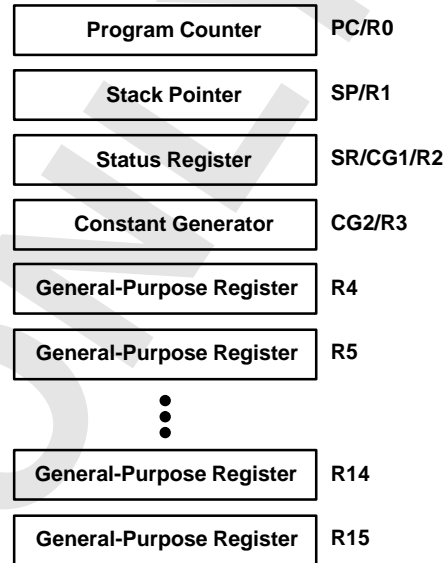 Program Counter PC/R0
Stack Pointer SP/R1
Status Register SR/CG1/R2
Constant Generator CG2/R3
General-Purpose Register R4
General-Purpose Register R5
General-Purpose Register R14
General-Purpose Register R15